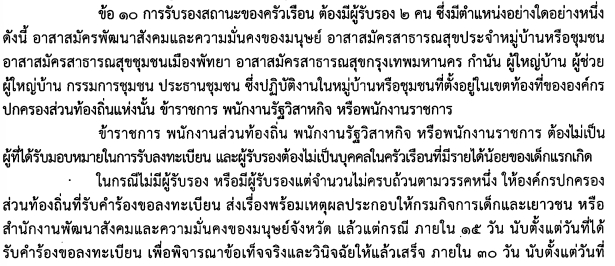 ข้อ ๑๐ การรับรองสถานะของครัวเรือน ต้องมีผู้รับรอง ๒ คน ซึ่งมีตำแหน่งอย่างใดอย่างหนึ่ง
ดังนี้ อาสาสมัครพัฒนาสังคมและความมั่นคงของมนุษย์ อาสาสมัครสาธารณสุขประจำหมู่บ้านหรือชุมชน
อาสาสมัครสาธารณสุขชุมชนเมืองพัทยา อาสาสมัครสาธารณสุขกรุงเทพมหานคร กำนัน ผู้ใหญ่บ้าน ผู้ช่วย
ผู้ใหญ่บ้าน กรรมการชุมชน ประธานชุมชน ซึ่งปฏิบัติงานในหมู่บ้านหรือชุมชนที่ตั้งอยู่ในเขตท้องที่ขององค์กร
ปกครองส่วนท้องถิ่นแห่งนั้น ข้าราชการ พนักงานรัฐวิสาหกิจ หรือพนักงานราชการ
ข้าราชการ พนักงานส่วนท้องถิ่น พนักงานรัฐวิสาหกิจ หรือพนักงานราชการ ต้องไม่เป็น
ผู้ที่ได้รับมอบหมายในการรับลงทะเบียน และผู้รับรองต้องไม่เป็นบุคคลในครัวเรือนที่มีรายได้น้อยของเด็กแรกเกิด
ในกรณีไม่มีผู้รับรอง หรือมีผู้รับรองแต่จำนวนไม่ครบถ้วนตามวรรคหนึ่ง ให้องค์กรปกครอง
ส่วนท้องถิ่นที่รับคำร้องขอลงทะเบียน ส่งเรื่องพร้อมเหตุผลประกอบให้กรมกิจการเด็กและเยาวชน หรือ
สำนักงานพัฒนาสังคมและความมั่นคงของมนุษย์จังหวัด แล้วแต่กรณี ภายใน ๑๕ วัน นับตั้งแต่วันที่ได้
รับคำร้องขอลงทะเบียน เพื่อพิจารณาข้อเท็จจริงและวินิจฉัยให้แล้วเสร็จ ภายใน ๓๐ วัน นับตั้งแต่วันที่